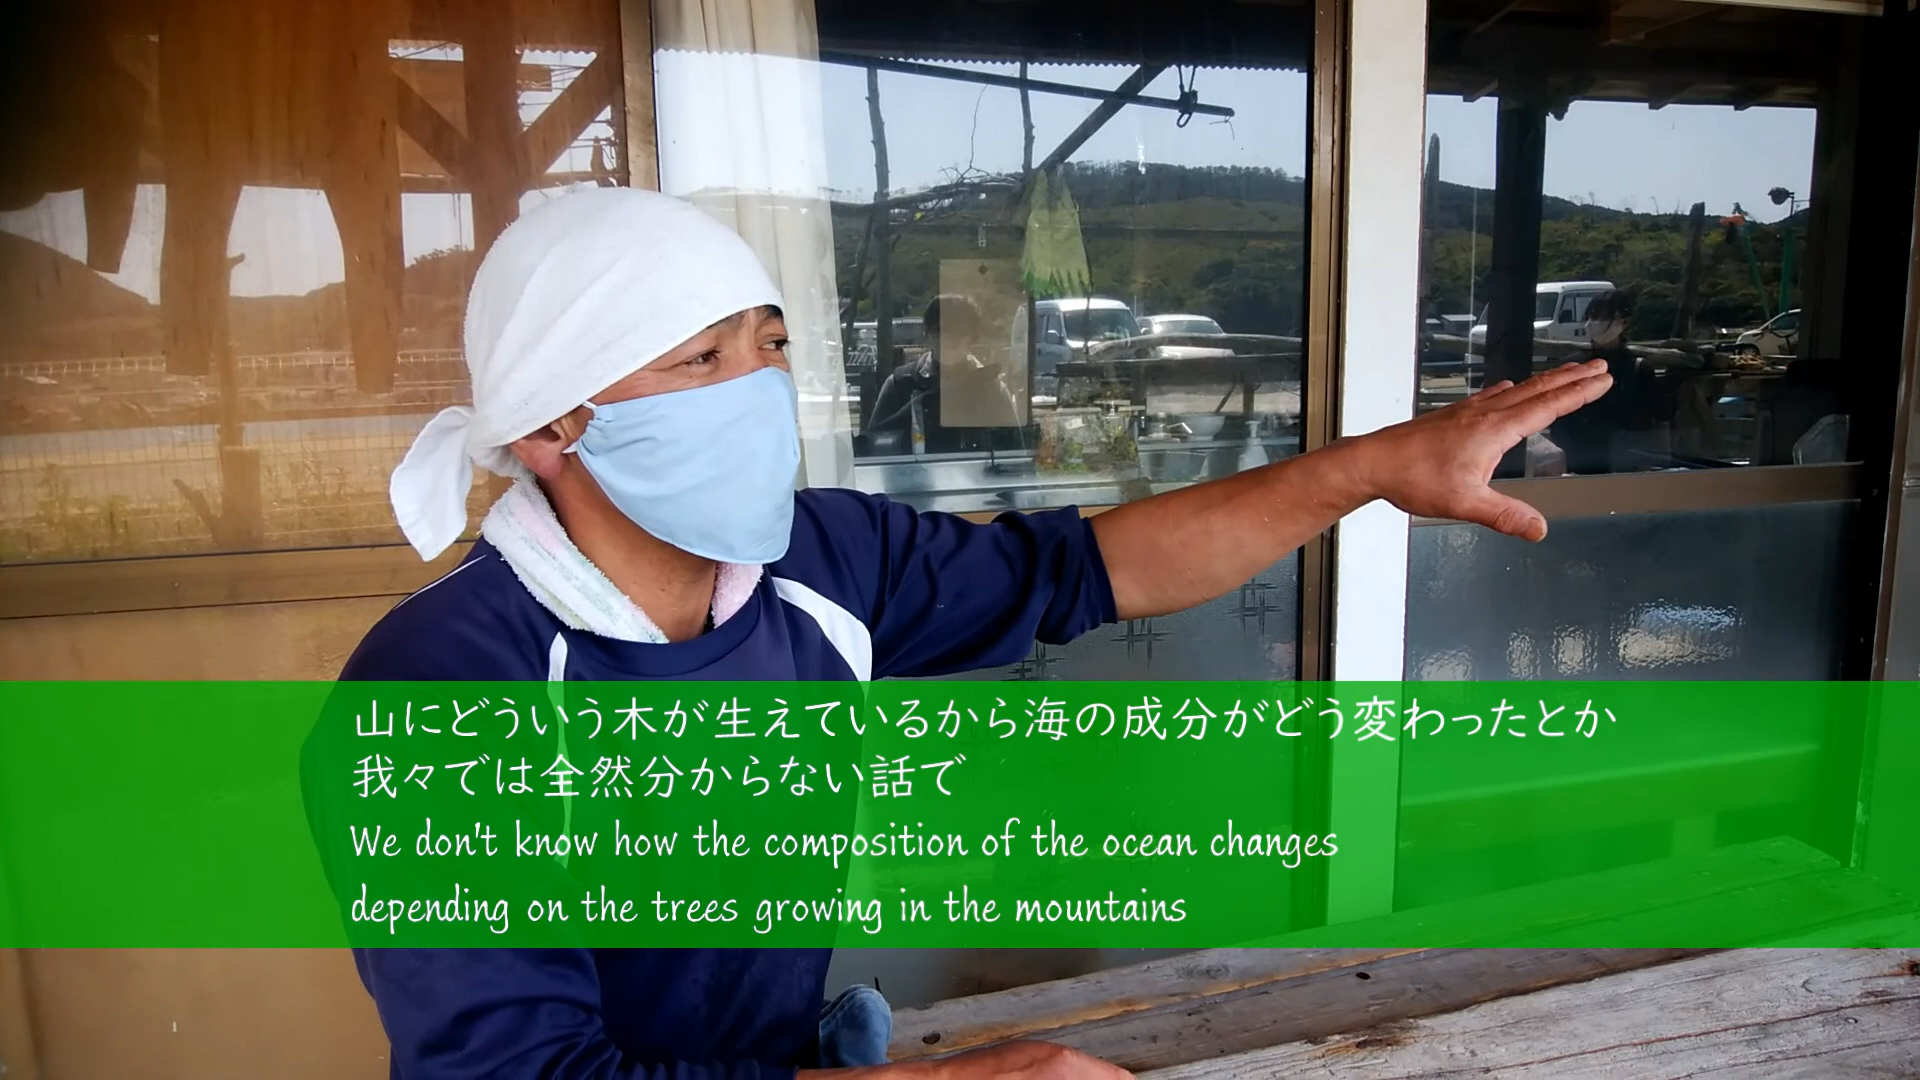 山にどういう木が生えているから海の成分がどう変わったとか
我々では全然分からない話で
We don't know how the composition of the ocean changes
depending on the trees growing in the mountains